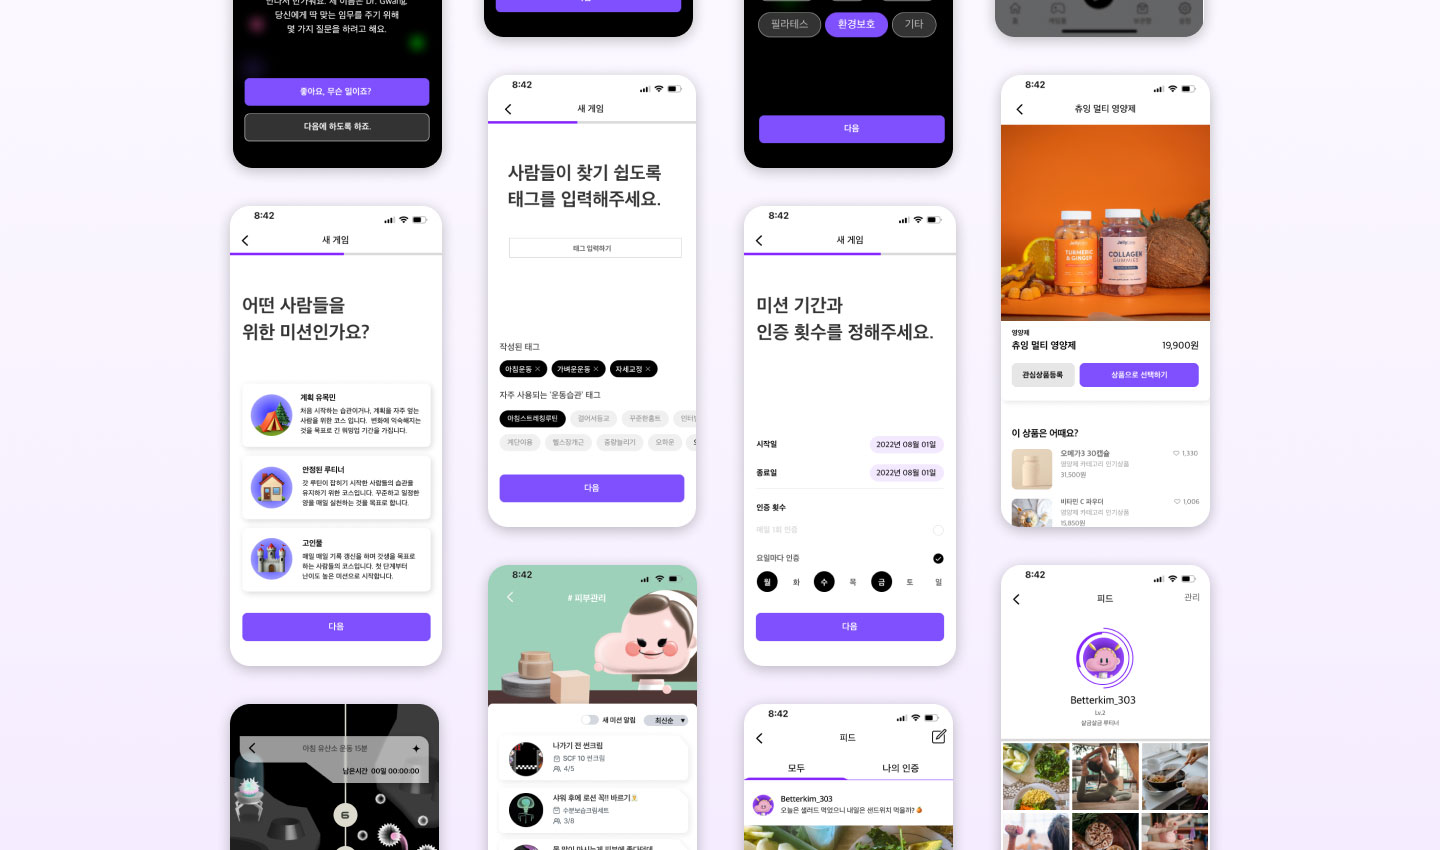 당신에게 딱 맞는 임무를 주기 위해
몇 가지 질문을 하려고 해요.
좋아요, 무슨 일이죠?
다음에 하도록 하죠.
8:42
새 게임
어떤 사람들을
위한 미션인가요?
계획 유목민
처음 시작하는 습관이거나, 계획을 자주 엎는
사람을 위한 코스 입니다. 변화에 익숙해지는
것을 목표로 긴 워밍업 기간을 가집니다.
안정된 루티너
갓 루틴이 잡히기 시작한 사람들의 습관을
유지하기 위한 코스입니다. 꾸준하고 일정한
양을 매일 실천하는 것을 목표로 합니다.
고인물
매일 매일 기록 갱신을 하며 갓생을 목표로
하는 사람들의 코스입니다. 첫 단계부터
난이도 높은 미션으로 시작합니다.
다음
아침 유산소 운동 15분
남은시간 00일 00:00:00
6
다음
8:42
새 게임
사람들이 찾기 쉽도록
태그를 입력해주세요.
태그 입력하기
작성된 태그
아침운동 ×
가벼운운동 ×
자세교정 ×
자주 사용되는 '운동습관' 태그
아침스트레칭루틴
걸어서등교
꾸준한홈트
계단이용
헬스장개근
중량늘리기
오하운
다음
8:42
# 피부관리
새 미션 알림
최신순 ▼
나가기 전 썬크림
SCF 10 썬크림
4/5
샤워 후에 로션 꼭!! 바르기
수분보습크림세트
3/8
필라테스
환경보호
기타
다음
8:42
새 게임
미션 기간과
인증 횟수를 정해주세요.
시작일
2022년 08월 01일
종료일
2022년 08월 01일
인증 횟수
매일 1회 인증
요일마다 인증
월 화 수 목 금 토 일
다음
8:42
피드
모두
나의 인증
Betterkim_303
오늘은 샐러드 먹었으니 내일은 샌드위치 먹을까?
홈
게임룸
보관함
설정
8:42
츄잉 멀티 영양제
TURMERIC
& GINGER
COLLAGEN
GUMMIES
영양제
츄잉 멀티 영양제
19,900원
관심상품등록
상품으로 선택하기
이 상품은 어때요?
오메가3 30캡슐
1,330
영양제 카테고리 인기상품
31,500원
비타민 C 파우더
1,006
영양제 카테고리 인기상품
15,850원
8:42
피드
관리
Betterkim_303
Lv.2
살금살금 루티너